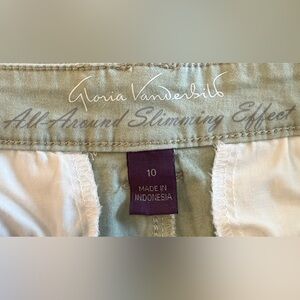 Gloria Vanderbilt
All-Around Slimming Effect
10
MADE IN
INDONESIA